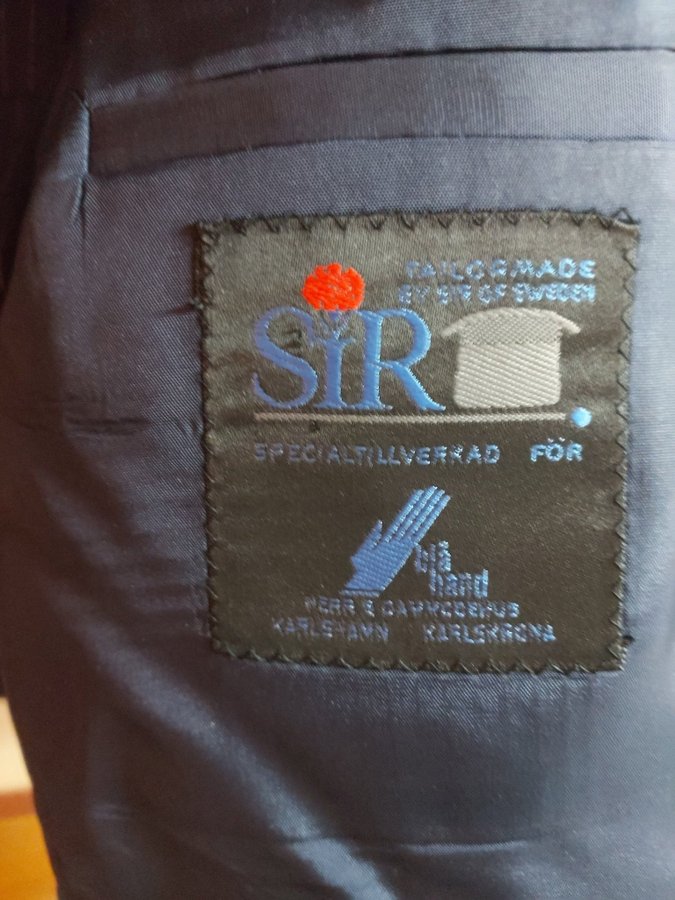 TAILORMADE
BY SIR OF SWEDEN
SIR
SPECIALTILLVERKAD FÖR
blå
hand
HERR & DAMMODEHUS
KARLSHAMN KARLSKRONA